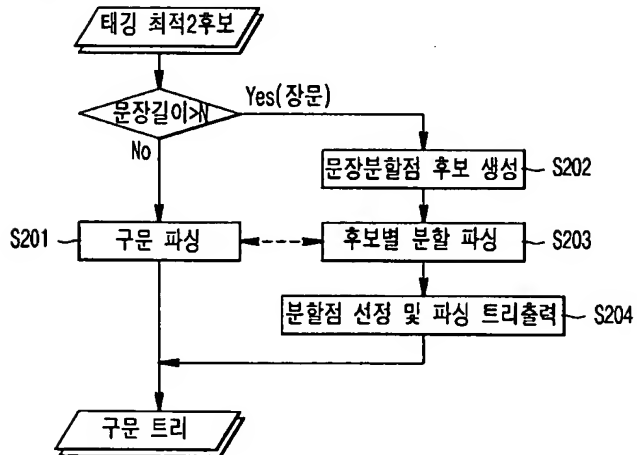 태깅 최적2후보
문장길이>N
Yes(장문)
No
문장분할점 후보 생성
S202
S201
구문 파싱
후보별 분할 파싱
S203
분할점 선정 및 파싱 트리출력
S204
구문 트리